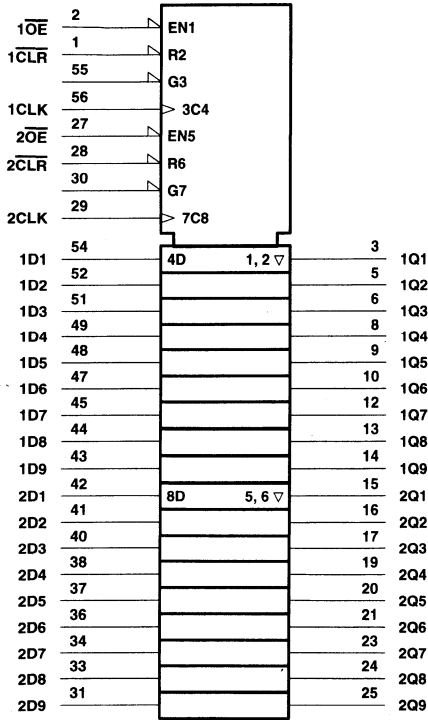 1OE 2 EN1
1CLR 1 R2
55 G3
1CLK 56 3C4
2OE 27 EN5
2CLR 28 R6
30 G7
2CLK 29 7C8
1D1 54 4D 1, 2 ▽ 3 1Q1
1D2 52 5 1Q2
1D3 51 6 1Q3
1D4 49 8 1Q4
1D5 48 9 1Q5
1D6 47 10 1Q6
1D7 45 12 1Q7
1D8 44 13 1Q8
1D9 43 14 1Q9
2D1 42 8D 5, 6 ▽ 15 2Q1
2D2 41 16 2Q2
2D3 40 17 2Q3
2D4 38 19 2Q4
2D5 37 20 2Q5
2D6 36 21 2Q6
2D7 34 23 2Q7
2D8 33 24 2Q8
2D9 31 25 2Q9